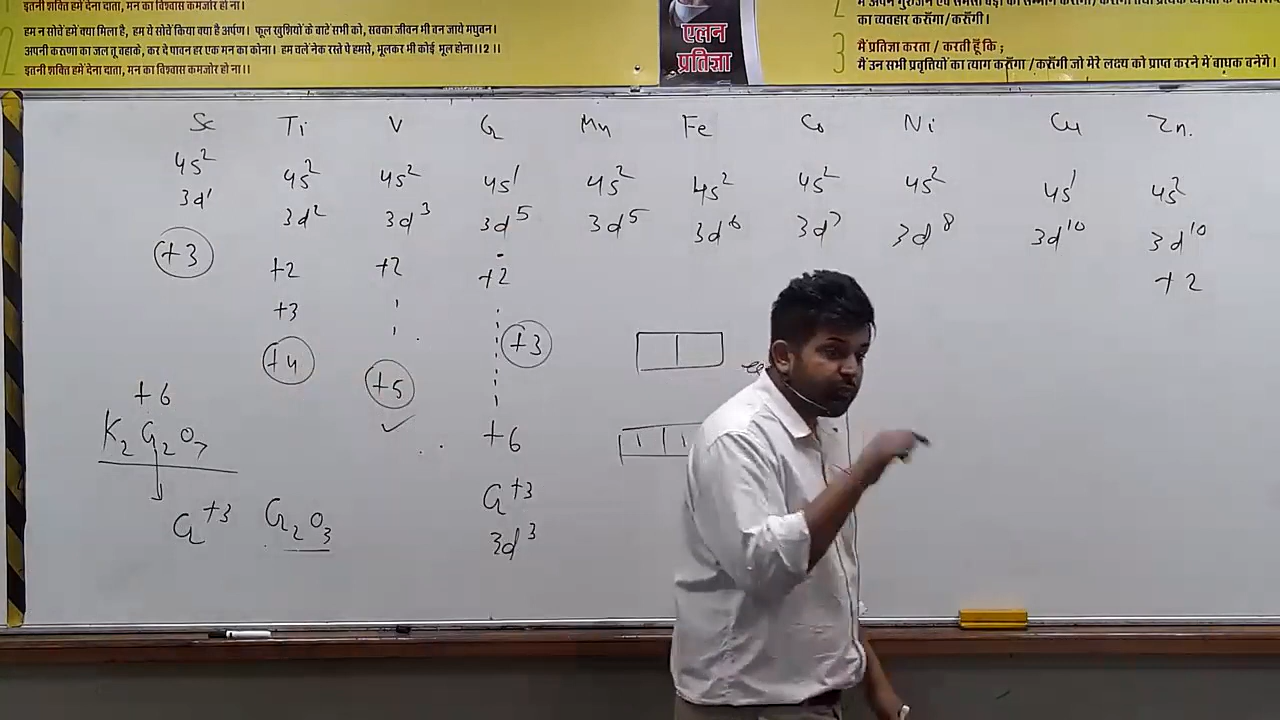 इतनी शक्ति हमें देना दाता, मन का विश्वास कमजोर हो ना।
2 हम न सोचें हमें क्या मिला है, हम ये सोचें किया क्या है अर्पण। फूल खुशियों के बाटें सभी को, सबका जीवन भी बन जाये मधुबन।
अपनी करुणा का जल तू बहाके, कर दे पावन हर एक मन का कोना। हम चलें नेक रस्ते पे हमसे, भूलकर भी कोई भूल होना।।2।।
इतनी शक्ति हमें देना दाता, मन का विश्वास कमजोर हो ना।।
एलन
प्रतिज्ञा
2
का व्यवहार करूँगा / करूँगी।
3 मैं प्रतिज्ञा करता / करती हूँ कि ;
मैं उन सभी प्रवृत्तियों का त्याग करूँगा / करूँगी जो मेरे लक्ष्य को प्राप्त करने में बाधक बनेंगे।
Sc Ti V Cr Mn Fe Co Ni Cu Zn.
4s² 4s² 4s² 4s¹ 4s² 4s² 4s² 4s² 4s¹ 4s²
3d¹ 3d² 3d³ 3d⁵ 3d⁵ 3d⁶ 3d⁷ 3d⁸ 3d¹⁰ 3d¹⁰
+3 +2 +2 +2 +2
+3
+4 +5 +3
+6 +6
K₂Cr₂O₇
Cr⁺³ Cr₂O₃ Cr⁺³
3d³